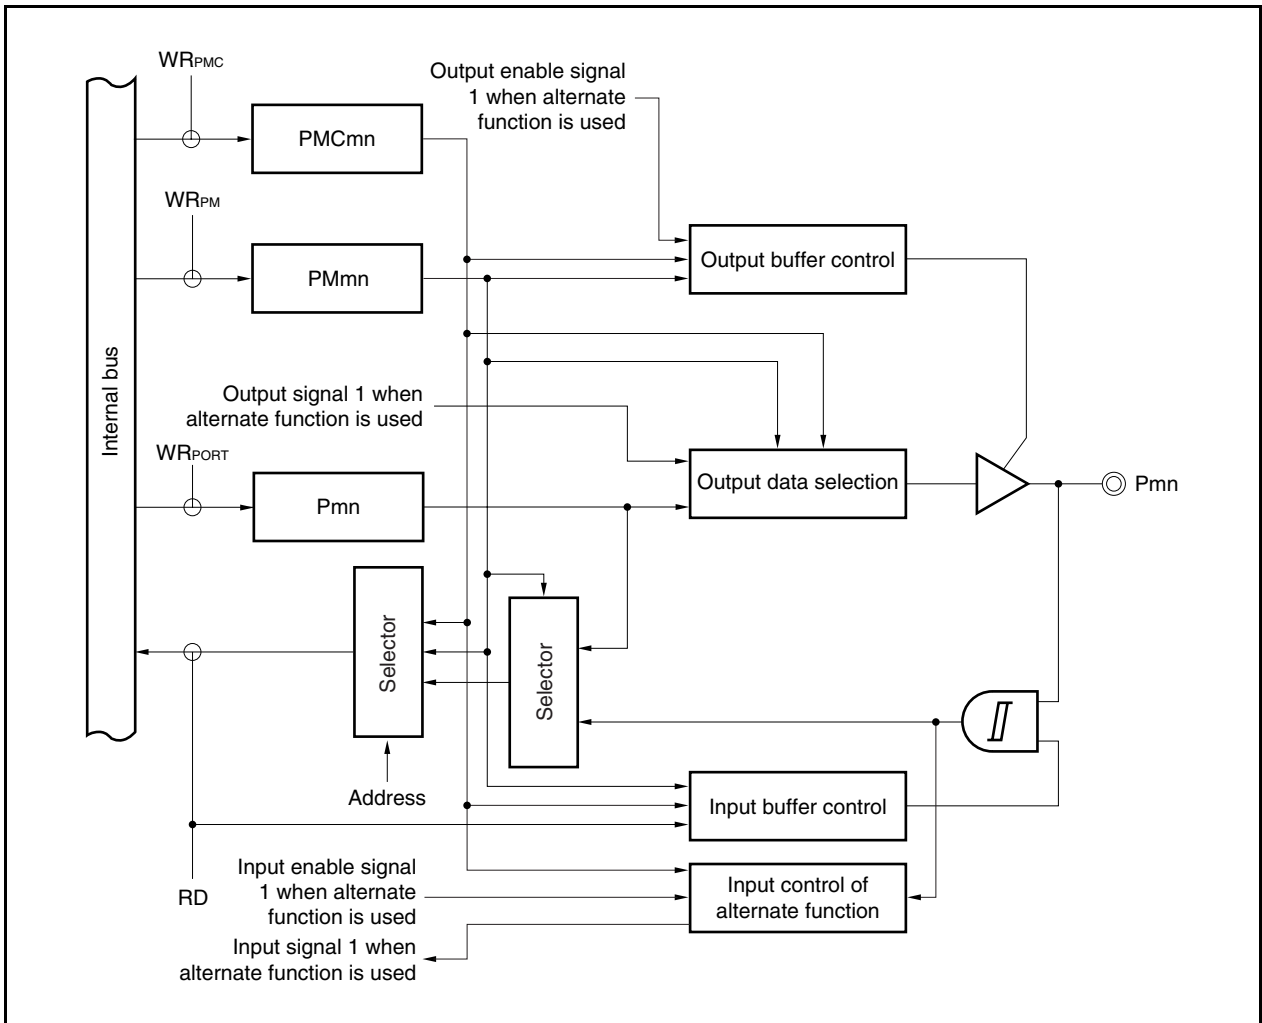 WRPMC
Output enable signal
1 when alternate
function is used
PMCmn
WRPM
PMmn
Output buffer control
Internal bus
Output signal 1 when
alternate function is used
WRPORT
Pmn
Output data selection
Pmn
Selector
Selector
Address
Input buffer control
RD
Input enable signal
1 when alternate
function is used
Input control of
alternate function
Input signal 1 when
alternate function is used